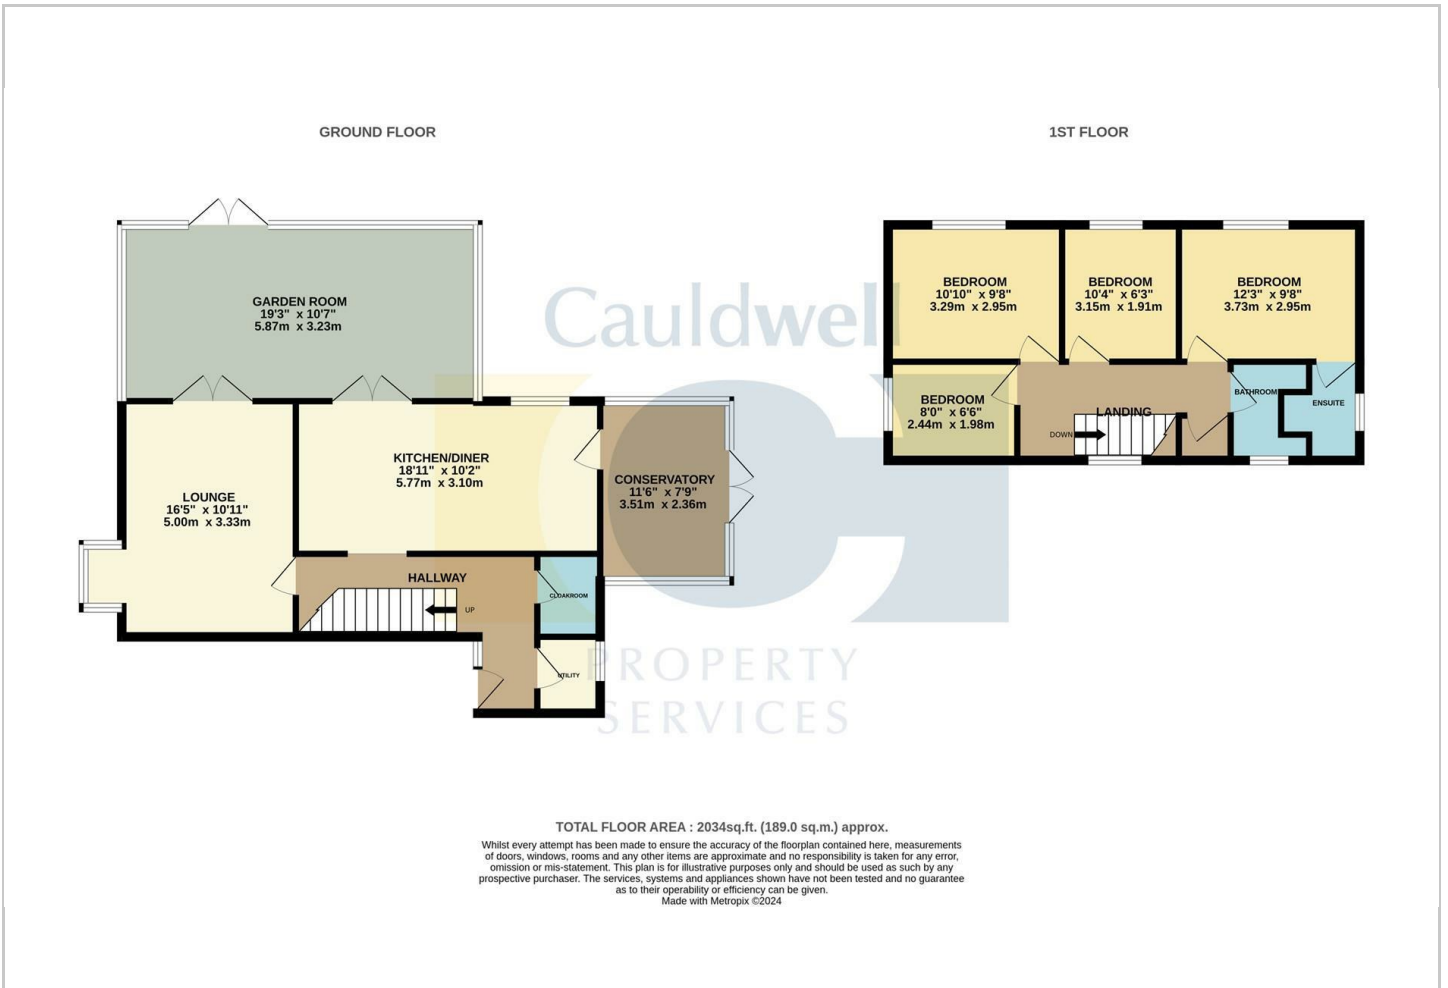 GROUND FLOOR
1ST FLOOR
GARDEN ROOM
19'3" x 10'7"
5.87m x 3.23m
LOUNGE
16'5" x 10'11"
5.00m x 3.33m
KITCHEN/DINER
18'11" x 10'2"
5.77m x 3.10m
CONSERVATORY
11'6" x 7'9"
3.51m x 2.36m
HALLWAY
UP
CLOAKROOM
UTILITY
BEDROOM
10'10" x 9'8"
3.29m x 2.95m
BEDROOM
10'4" x 6'3"
3.15m x 1.91m
BEDROOM
12'3" x 9'8"
3.73m x 2.95m
BEDROOM
8'0" x 6'6"
2.44m x 1.98m
LANDING
DOWN
BATHROOM
ENSUITE
Cauldwell
PROPERTY
SERVICES
TOTAL FLOOR AREA : 2034sq.ft. (189.0 sq.m.) approx.
Whilst every attempt has been made to ensure the accuracy of the floorplan contained here, measurements
of doors, windows, rooms and any other items are approximate and no responsibility is taken for any error,
omission or mis-statement. This plan is for illustrative purposes only and should be used as such by any
prospective purchaser. The services, systems and appliances shown have not been tested and no guarantee
as to their operability or efficiency can be given.
Made with Metropix ©2024